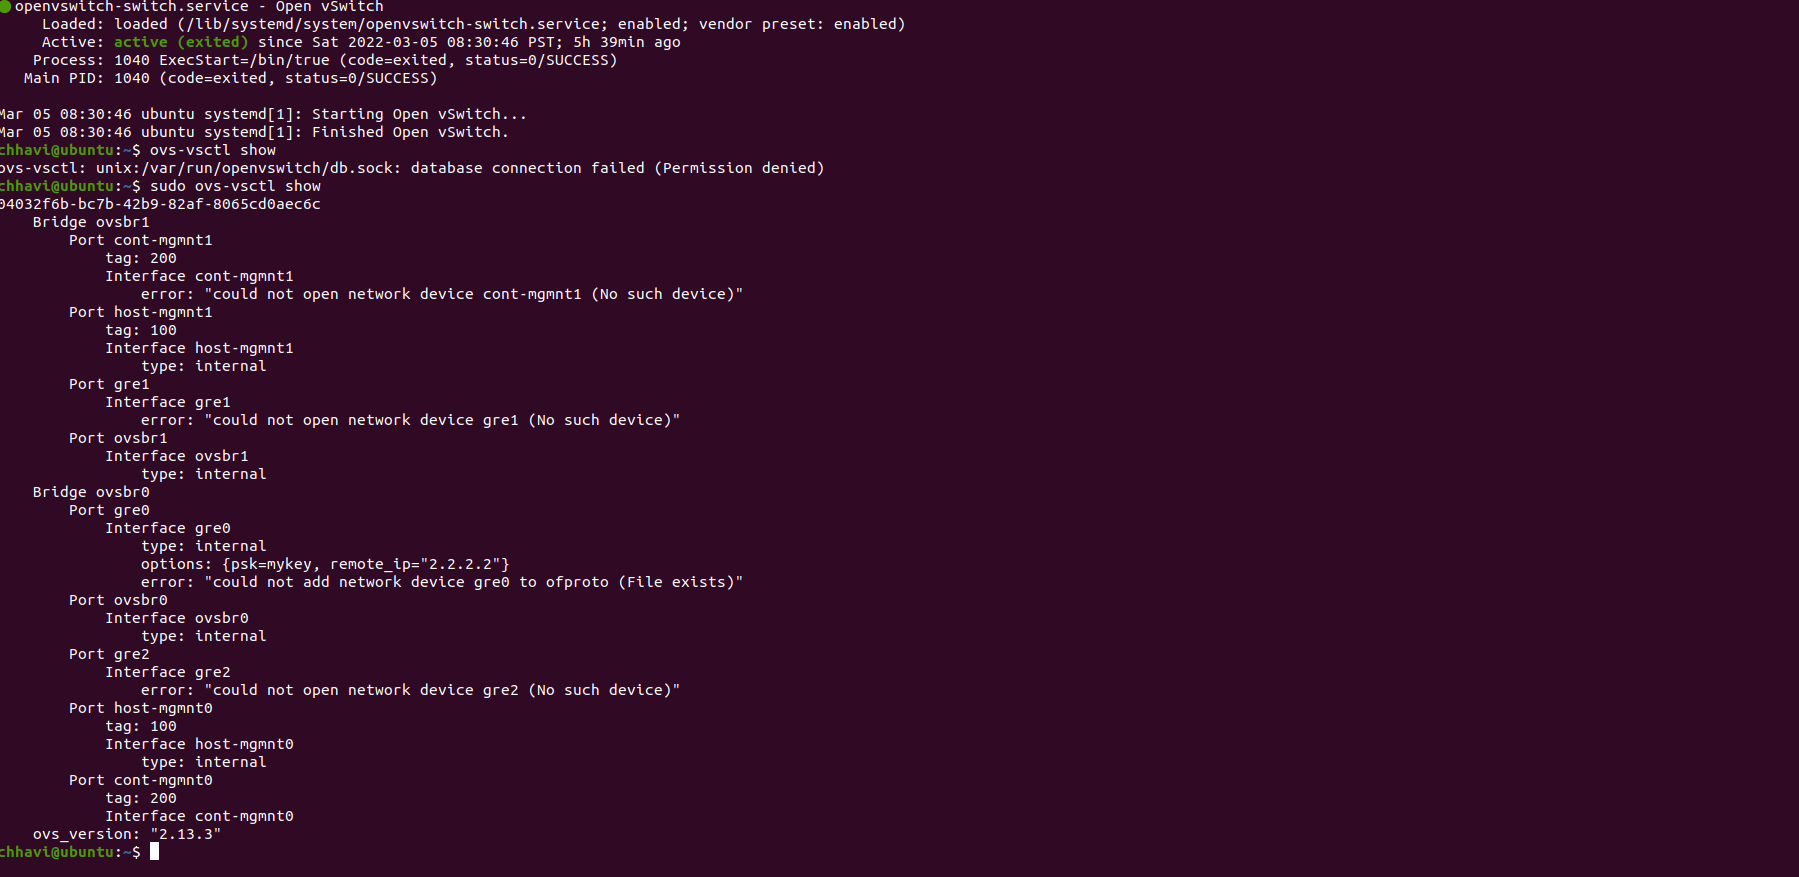 openvswitch-switch.service - Open vSwitch
Loaded: loaded (/lib/systemd/system/openvswitch-switch.service; enabled; vendor preset: enabled)
Active: active (exited) since Sat 2022-03-05 08:30:46 PST; 5h 39min ago
Process: 1040 ExecStart=/bin/true (code=exited, status=0/SUCCESS)
Main PID: 1040 (code=exited, status=0/SUCCESS)
Mar 05 08:30:46 ubuntu systemd[1]: Starting Open vSwitch...
Mar 05 08:30:46 ubuntu systemd[1]: Finished Open vSwitch.
chhavi@ubuntu:~$ ovs-vsctl show
ovs-vsctl: unix:/var/run/openvswitch/db.sock: database connection failed (Permission denied)
chhavi@ubuntu:~$ sudo ovs-vsctl show
04032f6b-bc7b-42b9-82af-8065cd0aec6c
Bridge ovsbr1
Port cont-mgmnt1
tag: 200
Interface cont-mgmnt1
error: "could not open network device cont-mgmnt1 (No such device)"
Port host-mgmnt1
tag: 100
Interface host-mgmnt1
type: internal
Port gre1
Interface gre1
error: "could not open network device gre1 (No such device)"
Port ovsbr1
Interface ovsbr1
type: internal
Bridge ovsbr0
Port gre0
Interface gre0
type: internal
options: {psk=mykey, remote_ip="2.2.2.2"}
error: "could not add network device gre0 to ofproto (File exists)"
Port ovsbr0
Interface ovsbr0
type: internal
Port gre2
Interface gre2
error: "could not open network device gre2 (No such device)"
Port host-mgmnt0
tag: 100
Interface host-mgmnt0
type: internal
Port cont-mgmnt0
tag: 200
Interface cont-mgmnt0
ovs_version: "2.13.3"
chhavi@ubuntu:~$